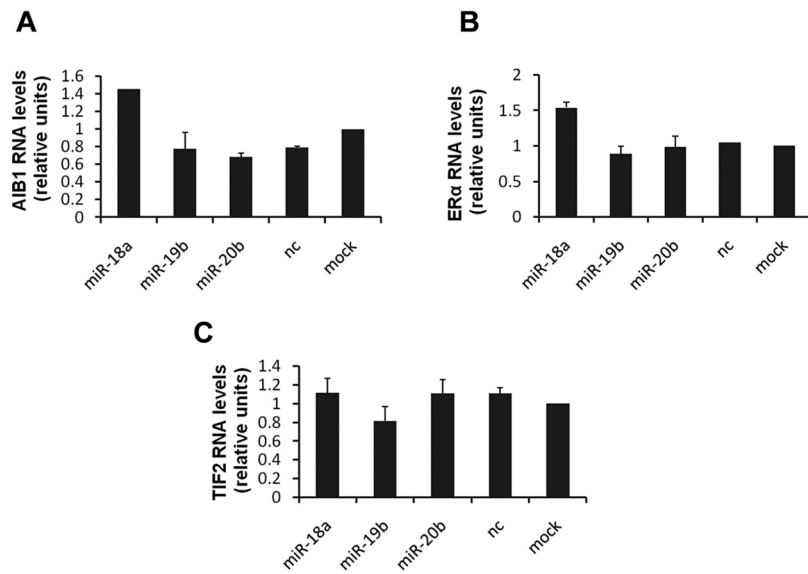 A
AIB1 RNA levels
(relative units)
1.6
1.4
1.2
1
0.8
0.6
0.4
0.2
0
miR-18a
miR-19b
miR-20b
nc
mock
B
ERα RNA levels
(relative units)
2
1.5
1
0.5
0
miR-18a
miR-19b
miR-20b
nc
mock
C
TIF2 RNA levels
(relative units)
1.4
1.2
1
0.8
0.6
0.4
0.2
0
miR-18a
miR-19b
miR-20b
nc
mock